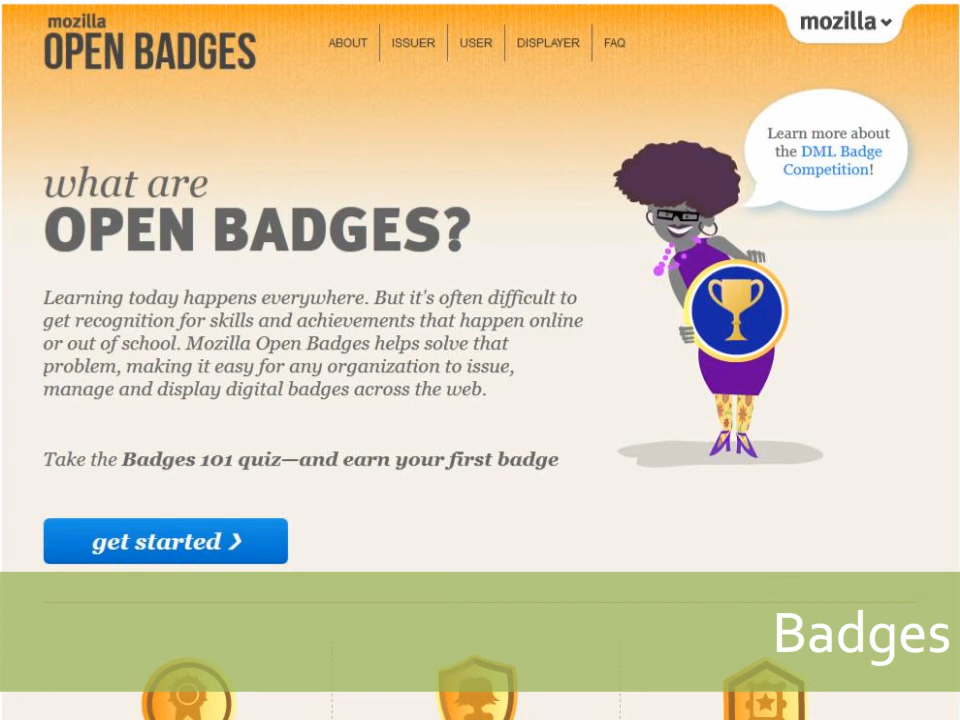 mozilla
OPEN BADGES
ABOUT
ISSUER
USER
DISPLAYER
FAQ
mozilla
Learn more about
the DML Badge
Competition!
what are
OPEN BADGES?
Learning today happens everywhere. But it's often difficult to
get recognition for skills and achievements that happen online
or out of school. Mozilla Open Badges helps solve that
problem, making it easy for any organization to issue,
manage and display digital badges across the web.
Take the Badges 101 quiz—and earn your first badge
get started ❯
Badges